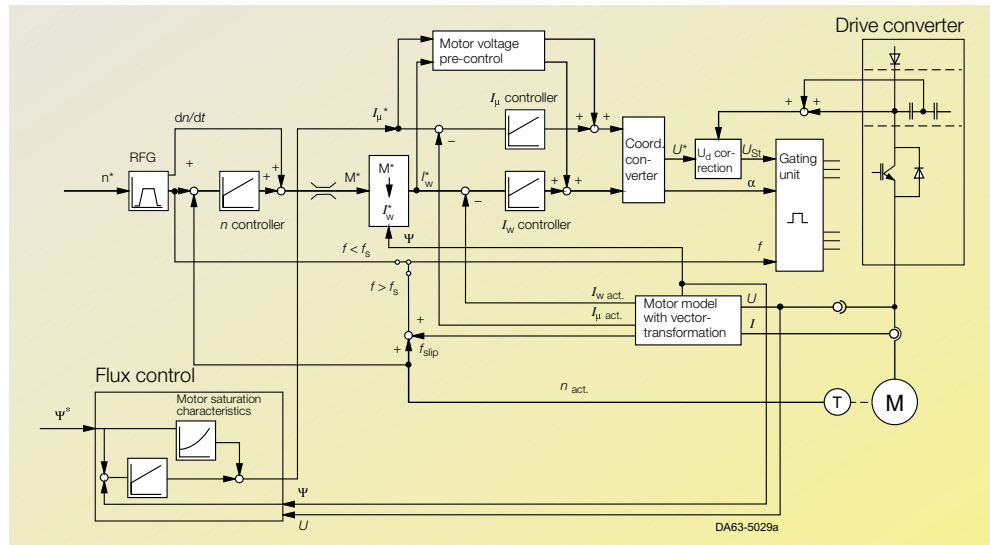 Drive converter
Motor voltage
pre-control
Iμ controller
Iμ*
dn/dt
RFG
n*
+
+ +
n controller
M*
M*
I*w
I*w
Ψ
−
−
+ +
+ +
Iw controller
Coord.
con-
verter
U*
Ud cor-
rection
USt
α
+ +
Gating
unit
f
f < fs
f > fs
Iw act.
Iμ act.
Motor model
with vector-
transformation
U
I
+
+
fslip
n act.
T
M
Flux control
Motor saturation
characteristics
Ψ*
Ψ
U
DA63-5029a